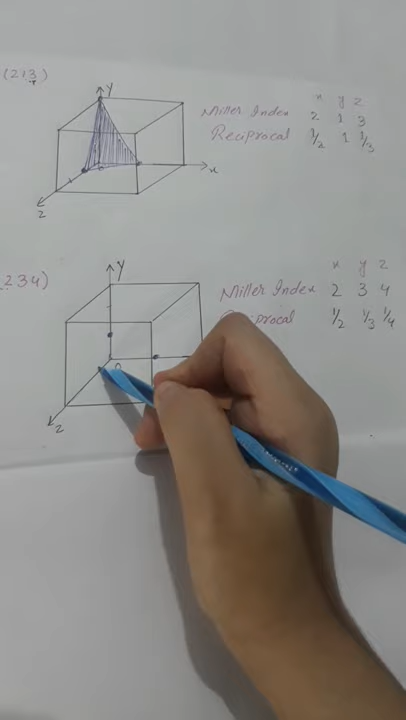 (213)
y
x
z
x y z
Miller Index 2 1 3
Reciprocal 1/2 1 1/3
234)
y
z
x y z
Miller Index 2 3 4
1/2 1/3 1/4